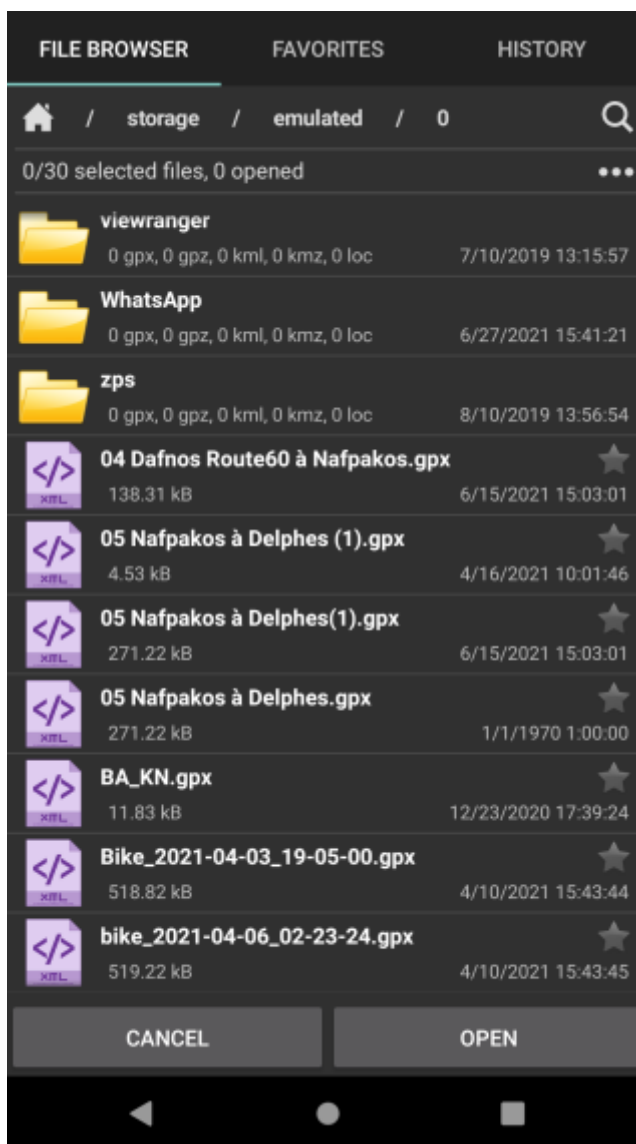 FILE BROWSER FAVORITES HISTORY
/ storage / emulated / 0
0/30 selected files, 0 opened
viewranger
0 gpx, 0 gpz, 0 kml, 0 kmz, 0 loc 7/10/2019 13:15:57
WhatsApp
0 gpx, 0 gpz, 0 kml, 0 kmz, 0 loc 6/27/2021 15:41:21
zps
0 gpx, 0 gpz, 0 kml, 0 kmz, 0 loc 8/10/2019 13:56:54
</> 04 Dafnos Route60 à Nafpakos.gpx
XML 138.31 kB 6/15/2021 15:03:01
</> 05 Nafpakos à Delphes (1).gpx
XML 4.53 kB 4/16/2021 10:01:46
</> 05 Nafpakos à Delphes(1).gpx
XML 271.22 kB 6/15/2021 15:03:01
</> 05 Nafpakos à Delphes.gpx
XML 271.22 kB 1/1/1970 1:00:00
</> BA_KN.gpx
XML 11.83 kB 12/23/2020 17:39:24
</> Bike_2021-04-03_19-05-00.gpx
XML 518.82 kB 4/10/2021 15:43:44
</> bike_2021-04-06_02-23-24.gpx
XML 519.22 kB 4/10/2021 15:43:45
CANCEL OPEN